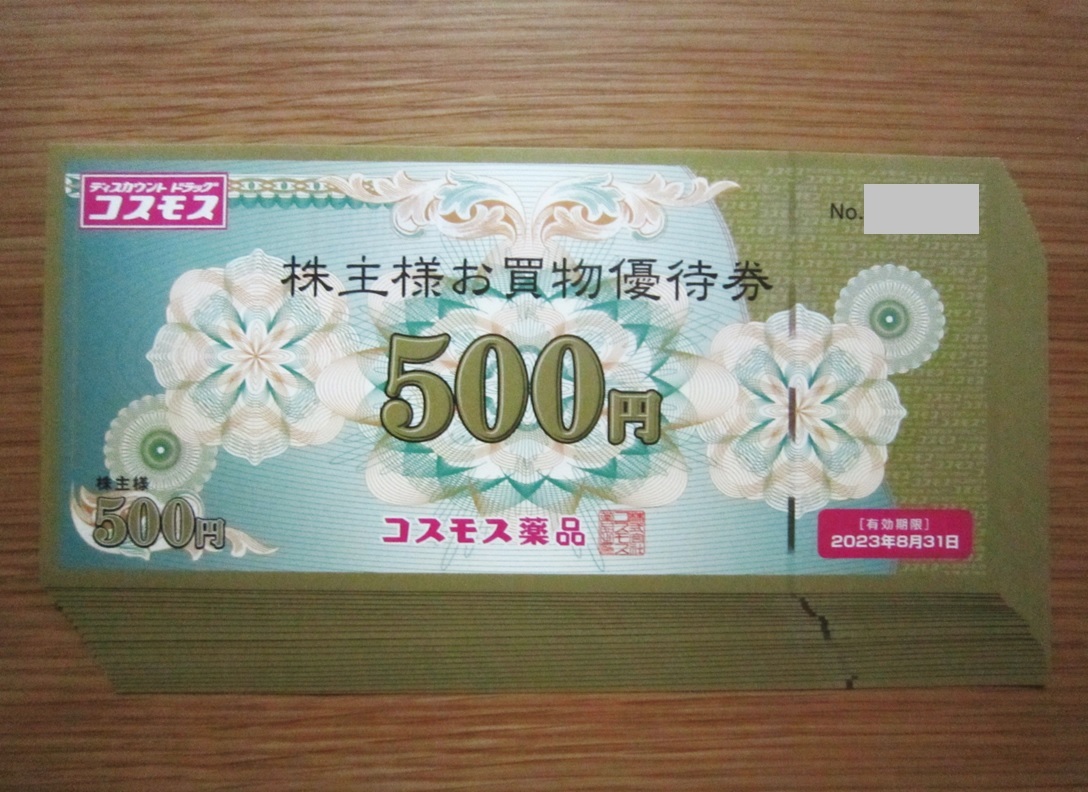 ディスカウント ドラッグ
コスモス
No.
株主様お買物優待券
500円
株主様
500円
コスモス薬品
[有効期限]
2023年8月31日